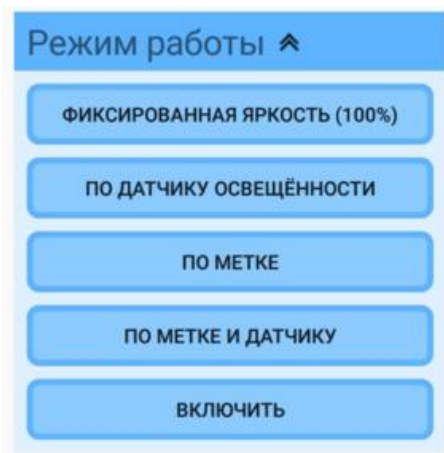 Режим работы
ФИКСИРОВАННАЯ ЯРКОСТЬ (100%)
ПО ДАТЧИКУ ОСВЕЩЁННОСТИ
ПО МЕТКЕ
ПО МЕТКЕ И ДАТЧИКУ
ВКЛЮЧИТЬ